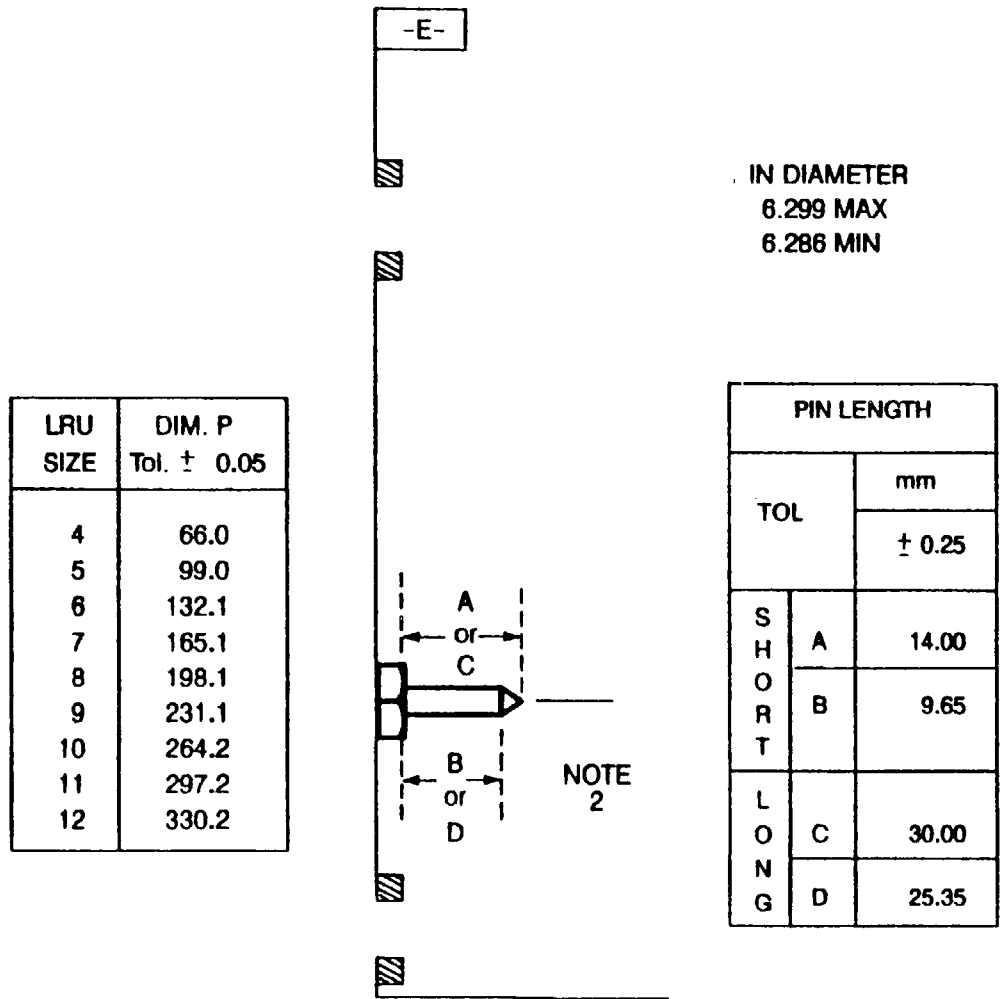 -E-
IN DIAMETER
6.299 MAX
6.286 MIN
LRU SIZE DIM. P Tol. ± 0.05
4 66.0
5 99.0
6 132.1
7 165.1
8 198.1
9 231.1
10 264.2
11 297.2
12 330.2
A
or
C
B
or
D
NOTE
2
PIN LENGTH
TOL mm
± 0.25
SHORT
A 14.00
B 9.65
LONG
C 30.00
D 25.35